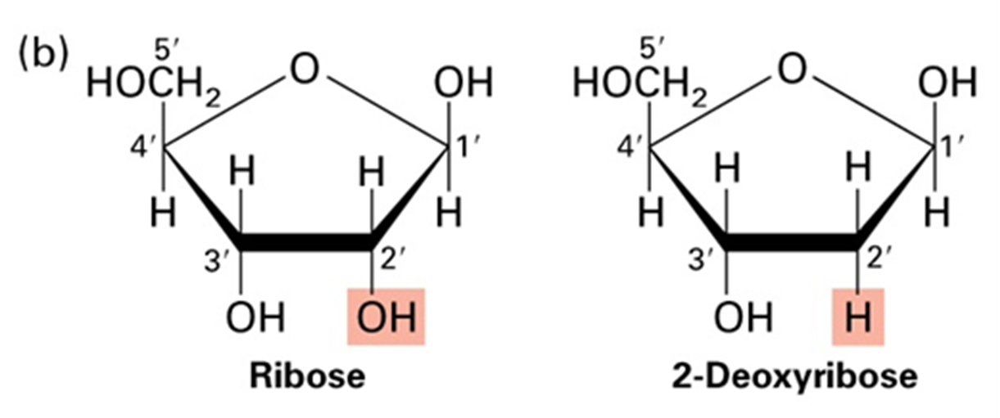 (b)
5′ 5′
HOCH₂ O OH HOCH₂ O OH
4′ 1′ 4′ 1′
H H H H
H H H H
3′ 2′ 3′ 2′
OH OH OH H
Ribose 2-Deoxyribose